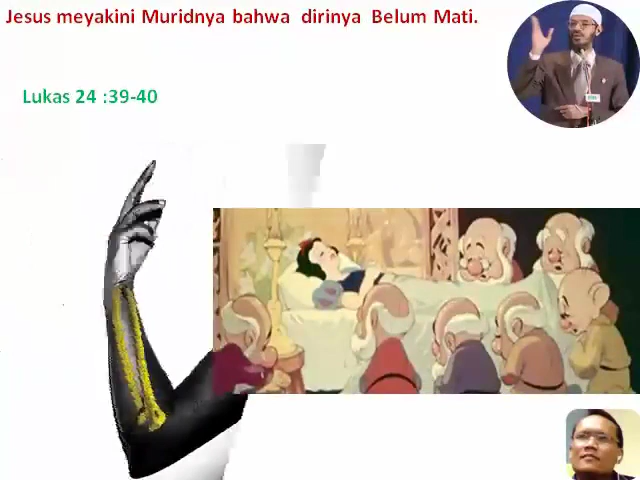 Jesus meyakini Muridnya bahwa dirinya Belum Mati.
Lukas 24 :39-40